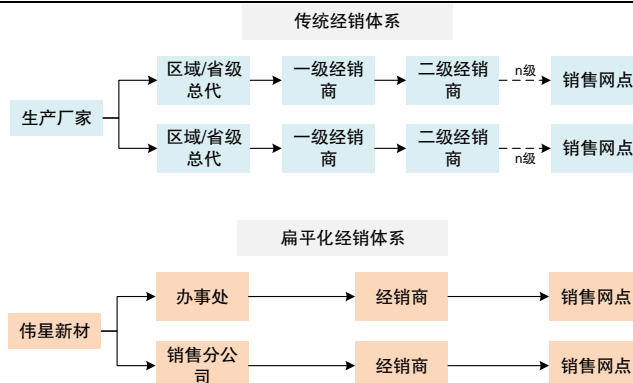 传统经销体系
区域/省级
总代
一级经销
商
二级经销
商
n级
销售网点
生产厂家
区域/省级
总代
一级经销
商
二级经销
商
n级
销售网点
扁平化经销体系
办事处
经销商
销售网点
伟星新材
销售分公
司
经销商
销售网点